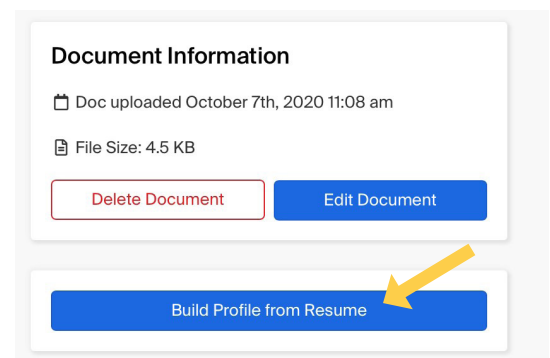 Document Information
Doc uploaded October 7th, 2020 11:08 am
File Size: 4.5 KB
Delete Document
Edit Document
Build Profile from Resume